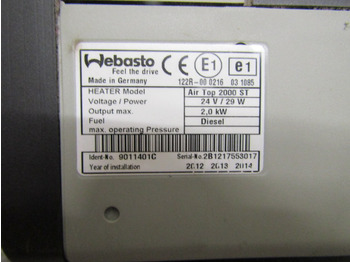 Webasto CE E1 e1
Feel the drive
Made in Germany 122R-00 0216 03 1085
HEATER Model Air Top 2000 ST
Voltage / Power 24 V / 29 W
Output max. 2,0 kW
Fuel Diesel
max. operating Pressure
Ident-No. 9011401C Serial-No. 2B1217553017
Year of installation 2012 2013 2014